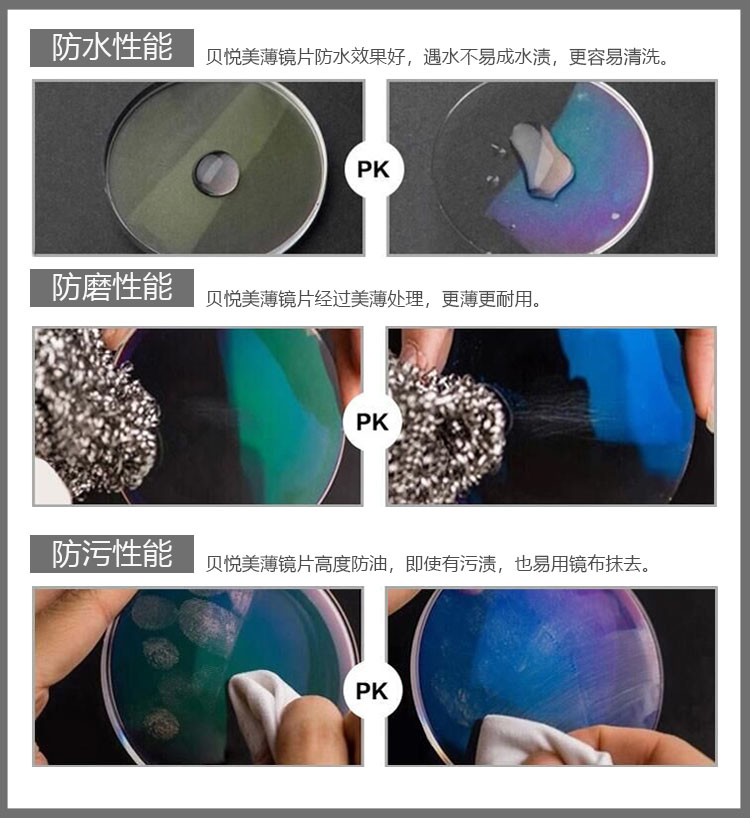 防水性能
贝悦美薄镜片防水效果好，遇水不易成水渍，更容易清洗。
PK
防磨性能
贝悦美薄镜片经过美薄处理，更薄更耐用。
PK
防污性能
贝悦美薄镜片高度防油，即使有污渍，也易用镜布抹去。
PK